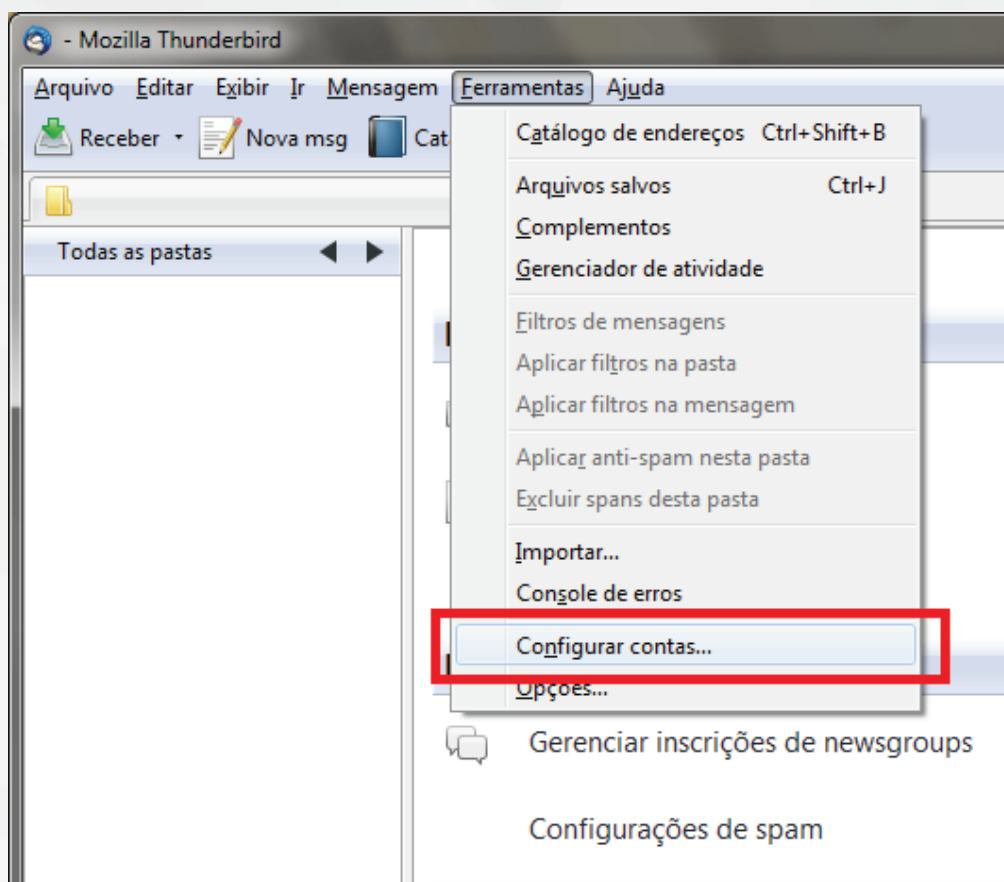 - Mozilla Thunderbird
Arquivo Editar Exibir Ir Mensagem Ferramentas Ajuda
Receber Nova msg Cat
Catálogo de endereços Ctrl+Shift+B
Arquivos salvos Ctrl+J
Complementos
Gerenciador de atividade
Todas as pastas
Filtros de mensagens
Aplicar filtros na pasta
Aplicar filtros na mensagem
Aplicar anti-spam nesta pasta
Excluir spans desta pasta
Importar...
Console de erros
Configurar contas...
Opções...
Gerenciar inscrições de newsgroups
Configurações de spam